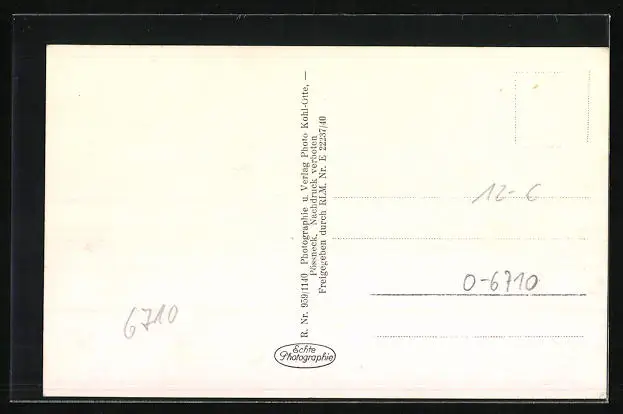 R. Nr. 959/1140 Photographie u. Verlag Photo Kohl-Otte, —
Pössneck. Nachdruck verboten
Freigegeben durch RLM. Nr. E 22237/40
Echte
Photographie
12-6
0-6710
6710